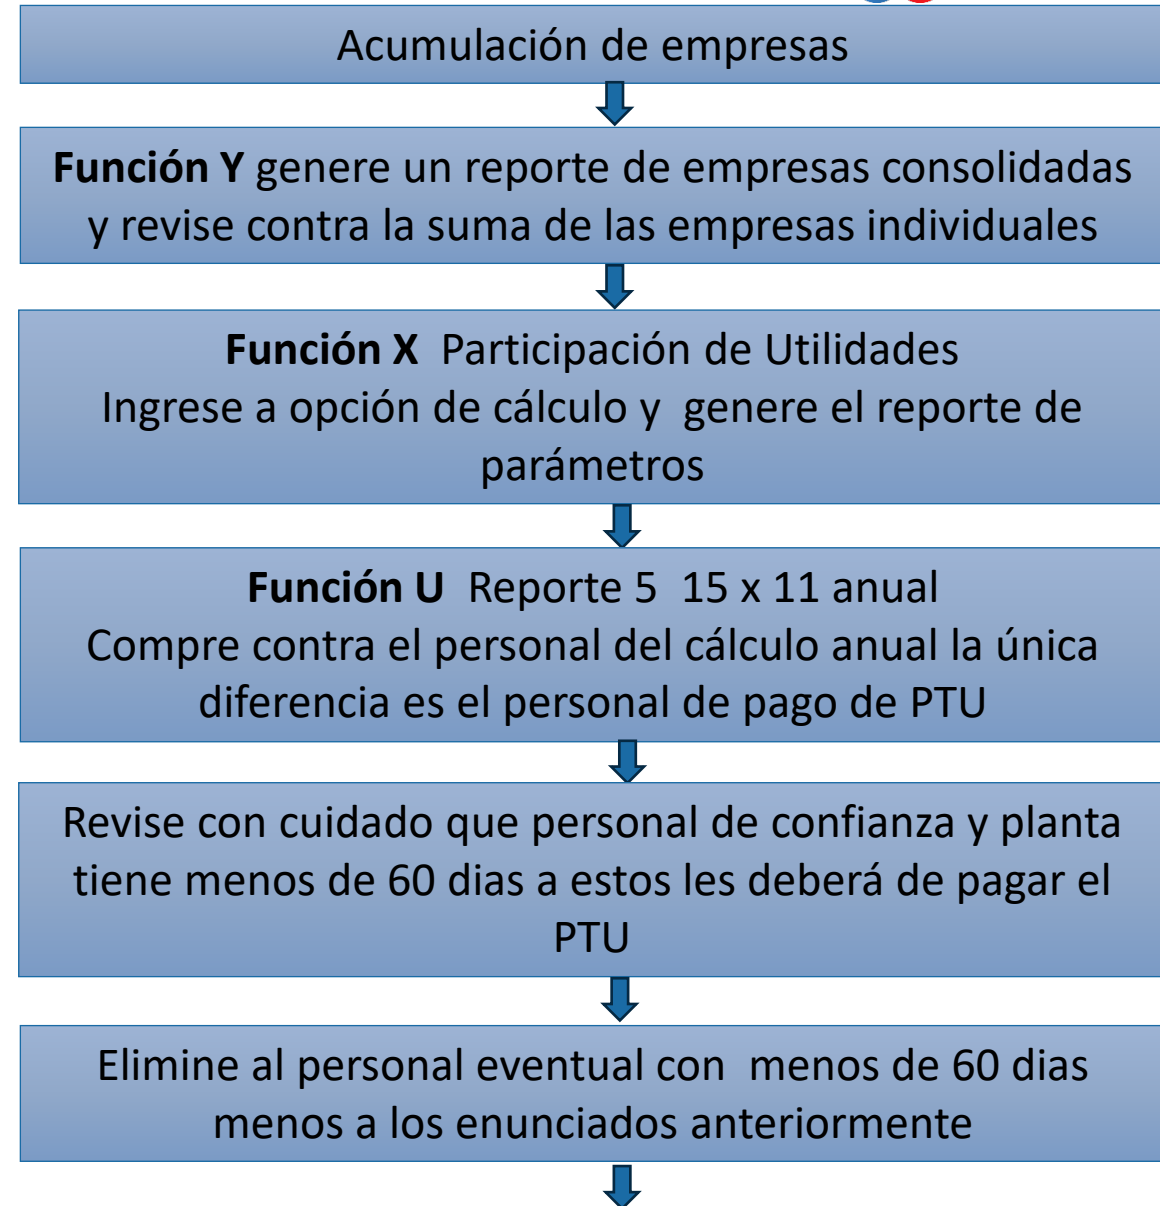 Acumulación de empresas
Función Y genere un reporte de empresas consolidadas
y revise contra la suma de las empresas individuales
Función X Participación de Utilidades
Ingrese a opción de cálculo y genere el reporte de
parámetros
Función U Reporte 5 15 x 11 anual
Compre contra el personal del cálculo anual la única
diferencia es el personal de pago de PTU
Revise con cuidado que personal de confianza y planta
tiene menos de 60 dias a estos les deberá de pagar el
PTU
Elimine al personal eventual con menos de 60 dias
menos a los enunciados anteriormente